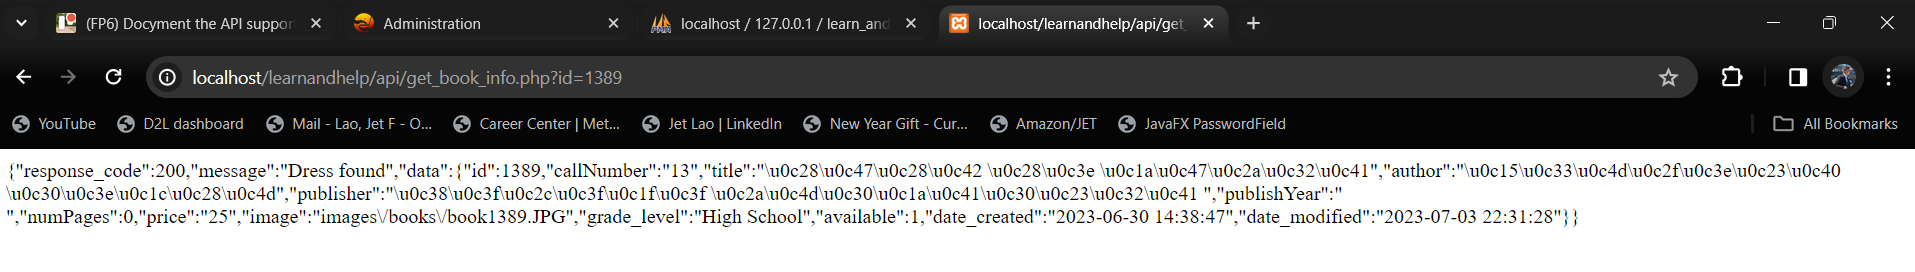 (FP6) Docyment the API suppor
Administration
localhost / 127.0.0.1 / learn_and
localhost/learnandhelp/api/get_
localhost/learnandhelp/api/get_book_info.php?id=1389
YouTube
D2L dashboard
Mail - Lao, Jet F - O...
Career Center | Met...
Jet Lao | LinkedIn
New Year Gift - Cur...
Amazon/JET
JavaFX PasswordField
All Bookmarks
{"response_code":200,"message":"Dress found","data":{"id":1389,"callNumber":"13","title":"\u0c28\u0c47\u0c28\u0c42 \u0c28\u0c3e \u0c1a\u0c47\u0c2a\u0c32\u0c41","author":"\u0c15\u0c33\u0c4d\u0c2f\u0c3e\u0c23\u0c40
\u0c30\u0c3e\u0c1c\u0c28\u0c4d","publisher":"\u0c38\u0c3f\u0c2c\u0c3f\u0c1f\u0c3f \u0c2a\u0c4d\u0c30\u0c1a\u0c41\u0c30\u0c23\u0c32\u0c41 ","publishYear":"
","numPages":0,"price":"25","image":"images\/books\/book1389.JPG","grade_level":"High School","available":1,"date_created":"2023-06-30 14:38:47","date_modified":"2023-07-03 22:31:28"}}